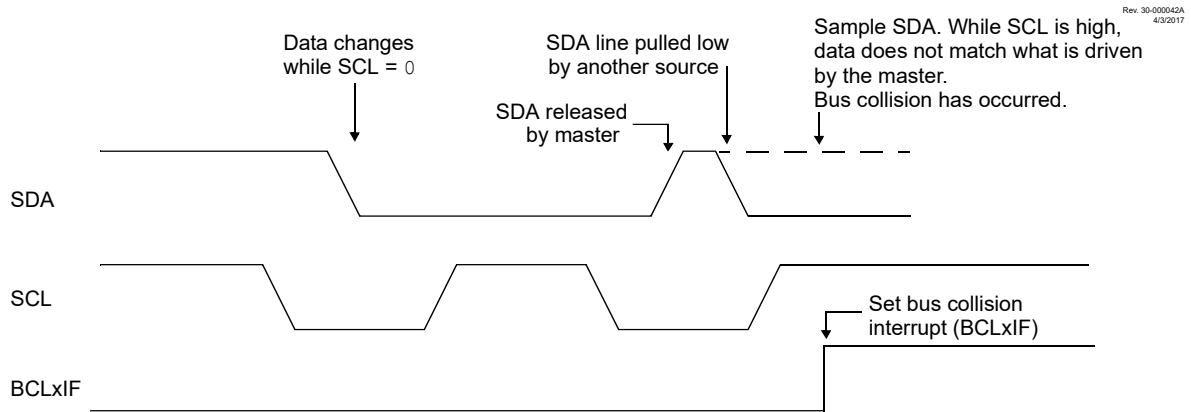 Rev. 30-000042A
4/3/2017
Data changes
while SCL = 0
SDA line pulled low
by another source
SDA released
by master
Sample SDA. While SCL is high,
data does not match what is driven
by the master.
Bus collision has occurred.
SDA
SCL
Set bus collision
interrupt (BCLxIF)
BCLxIF